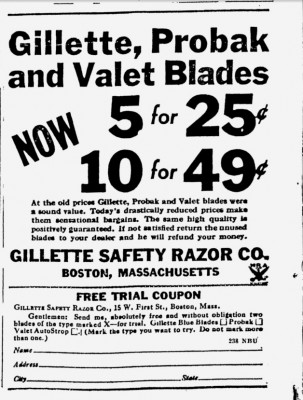 Gillette, Probak
and Valet Blades
NOW
5 for 25¢
10 for 49¢
At the old prices Gillette, Probak and Valet blades were
a sound value. Today's drastically reduced prices make
them sensational bargains. The same high quality is
positively guaranteed. If not satisfied return the unused
blades to your dealer and he will refund your money.
GILLETTE SAFETY RAZOR CO.
BOSTON, MASSACHUSETTS
FREE TRIAL COUPON
GILLETTE SAFETY RAZOR CO., 15 W. First St., Boston, Mass.
Gentlemen: Send me, absolutely free and without obligation two
blades of the type marked X—for trial. Gillette Blue Blades [ ] Probak [ ]
Valet AutoStrop [ ]. (Mark the type you want to try. Do not mark more
than one.) 238 NBU
Name
Address
City State